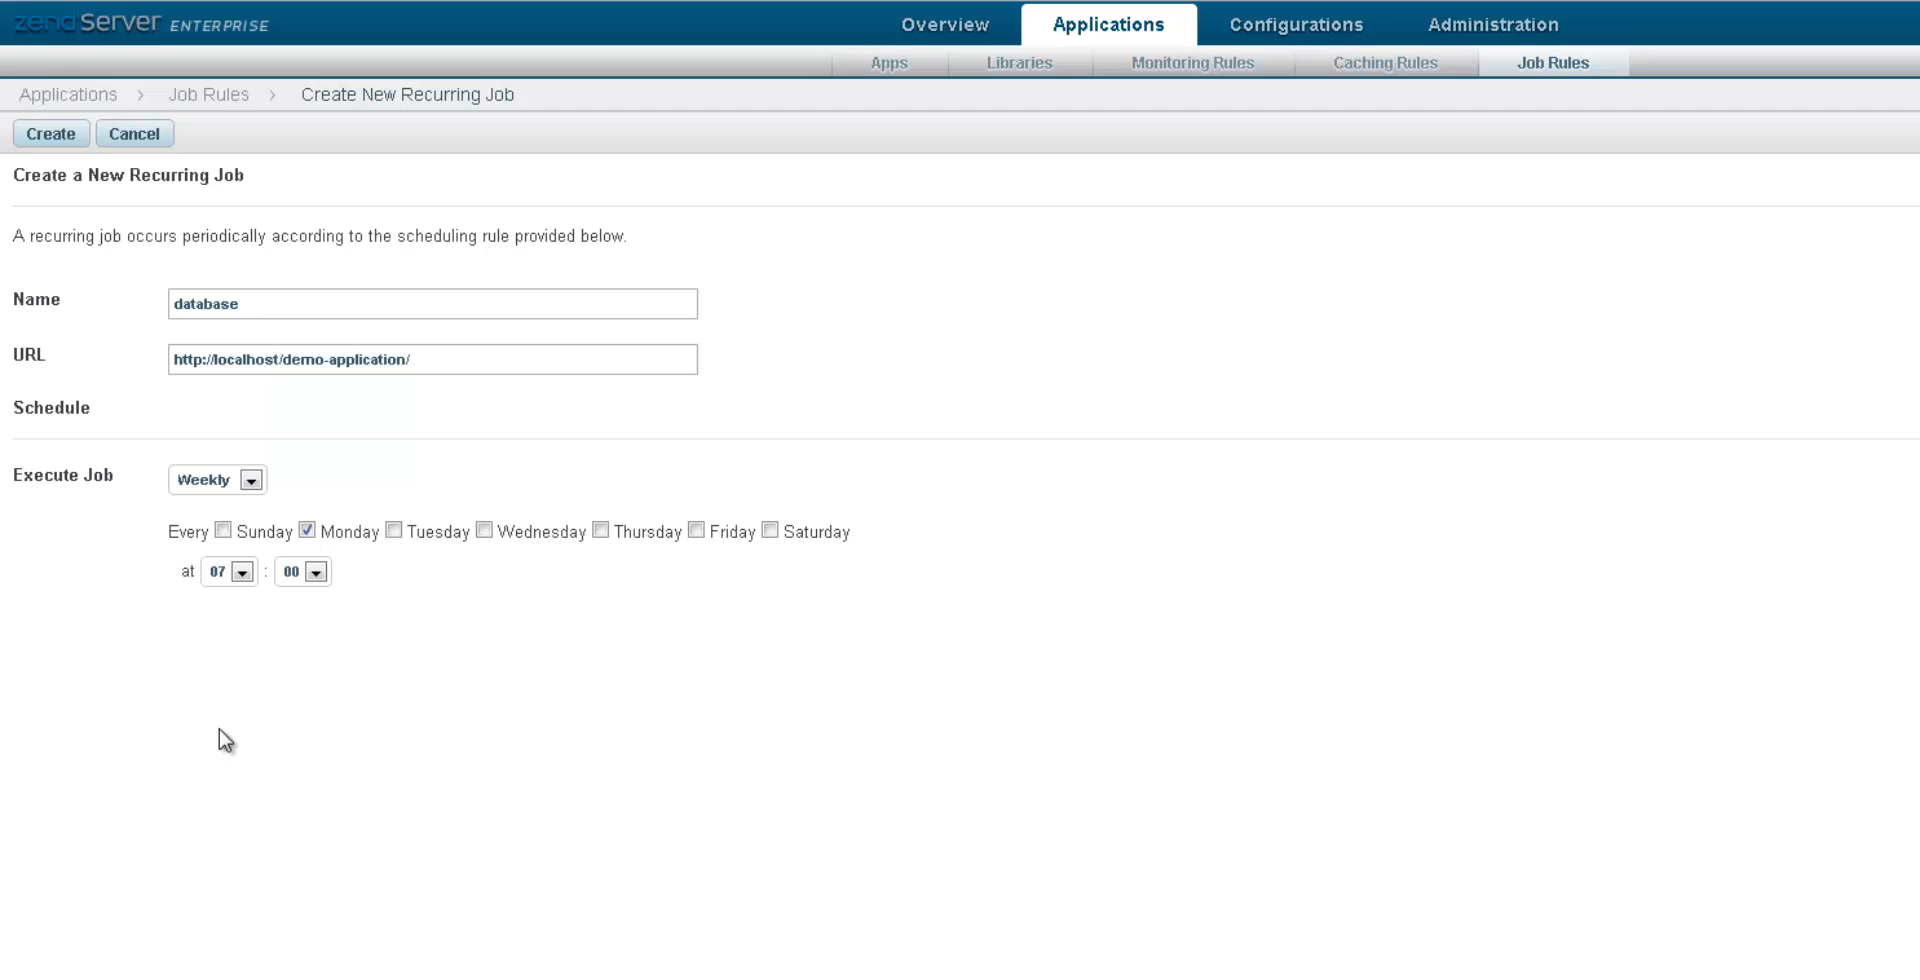 zend Server ENTERPRISE
Overview
Applications
Configurations
Administration
Apps
Libraries
Monitoring Rules
Caching Rules
Job Rules
Applications > Job Rules > Create New Recurring Job
Create
Cancel
Create a New Recurring Job
A recurring job occurs periodically according to the scheduling rule provided below.
Name
database
URL
http://localhost/demo-application/
Schedule
Execute Job
Weekly
Every Sunday Monday Tuesday Wednesday Thursday Friday Saturday
at 07 : 00